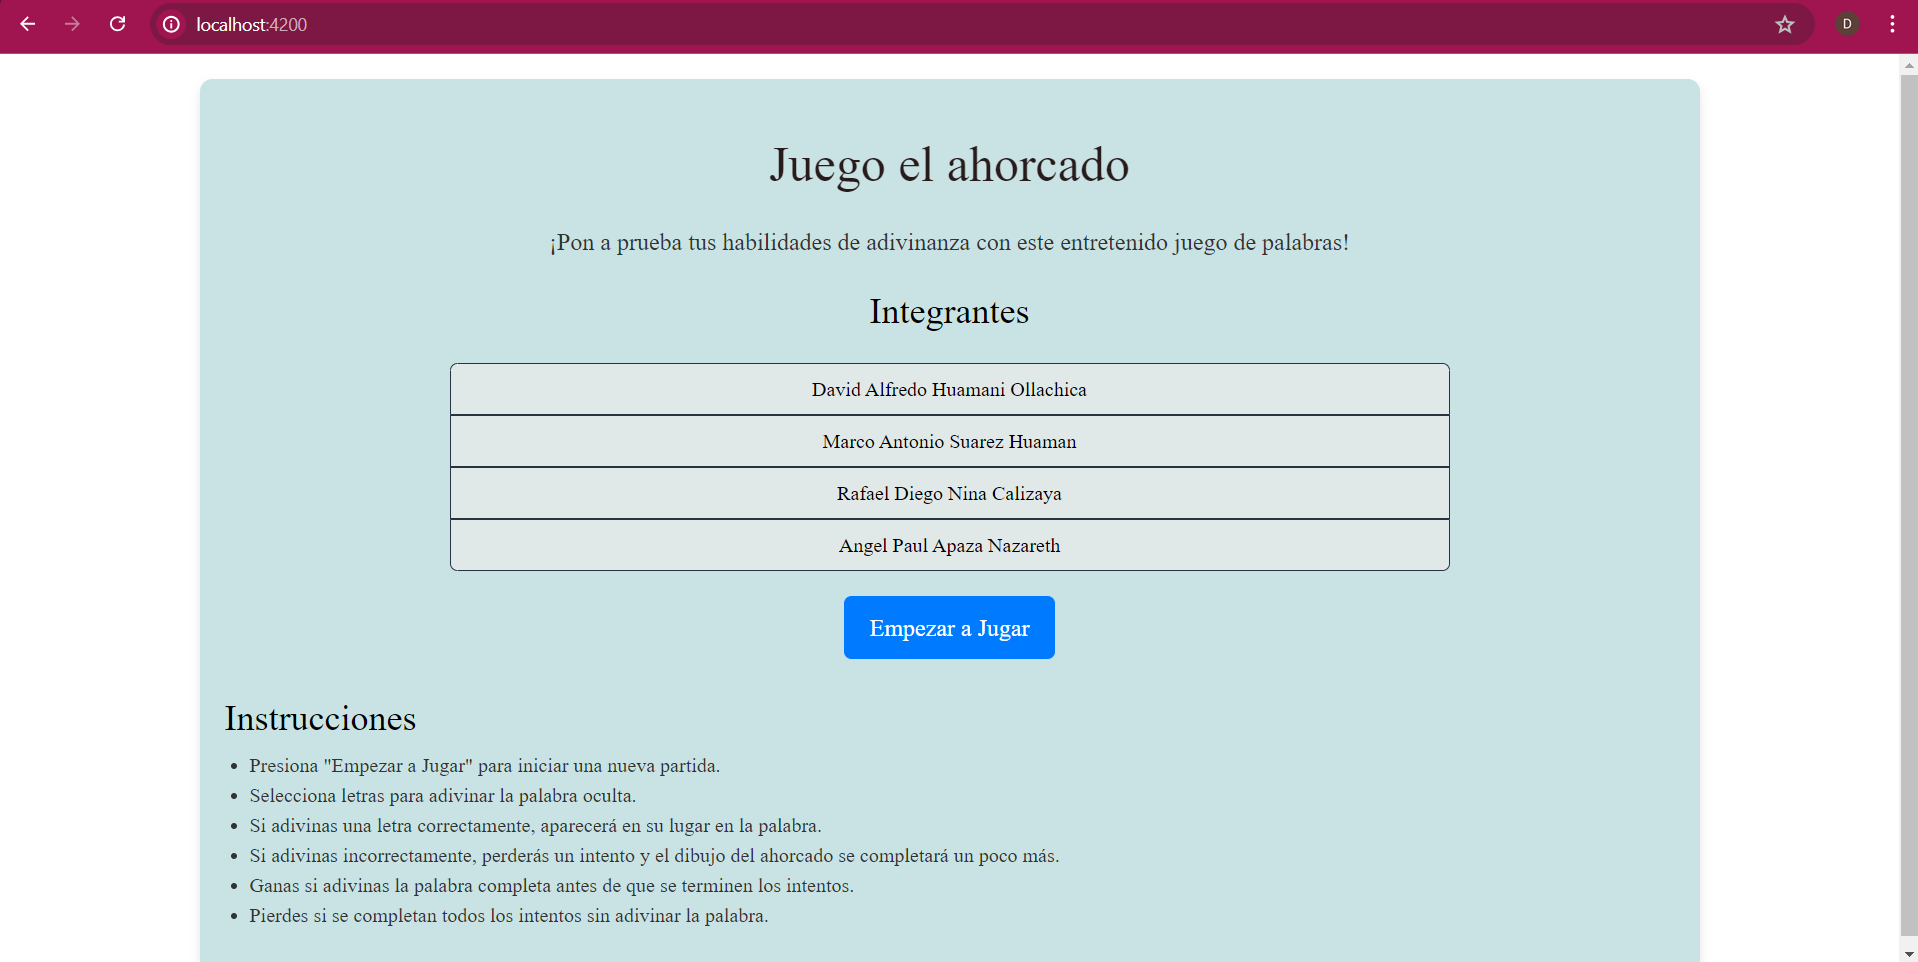 localhost:4200
D
Juego el ahorcado
¡Pon a prueba tus habilidades de adivinanza con este entretenido juego de palabras!
Integrantes
David Alfredo Huamani Ollachica
Marco Antonio Suarez Huaman
Rafael Diego Nina Calizaya
Angel Paul Apaza Nazareth
Empezar a Jugar
Instrucciones
• Presiona "Empezar a Jugar" para iniciar una nueva partida.
• Selecciona letras para adivinar la palabra oculta.
• Si adivinas una letra correctamente, aparecerá en su lugar en la palabra.
• Si adivinas incorrectamente, perderás un intento y el dibujo del ahorcado se completará un poco más.
• Ganas si adivinas la palabra completa antes de que se terminen los intentos.
• Pierdes si se completan todos los intentos sin adivinar la palabra.